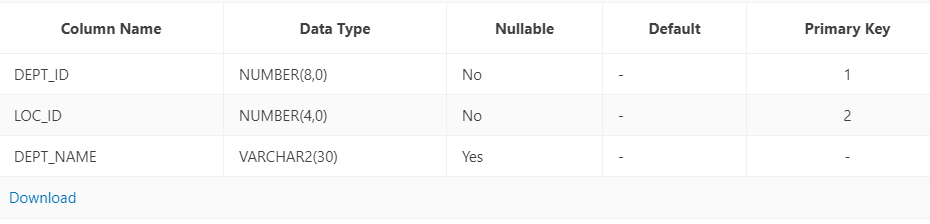 Column Name Data Type Nullable Default Primary Key
DEPT_ID NUMBER(8,0) No - 1
LOC_ID NUMBER(4,0) No - 2
DEPT_NAME VARCHAR2(30) Yes - -
Download